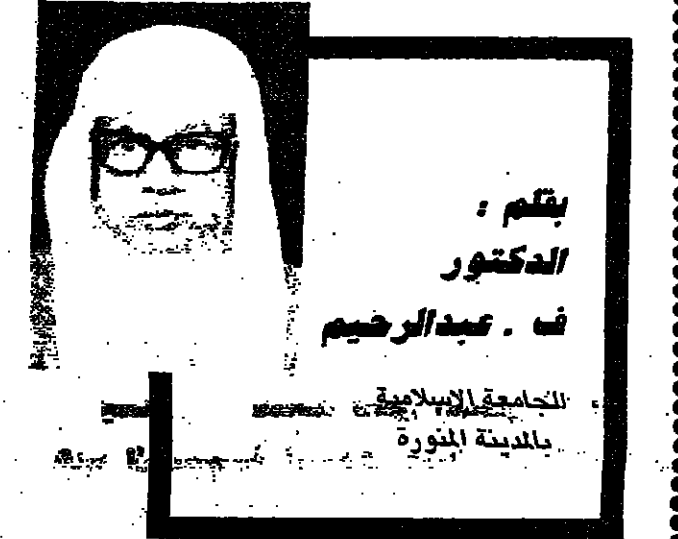 بقلم :
الدكتور
ف . عبدالرحيم
الجامعة الإسلامية
بالمدينة المنورة